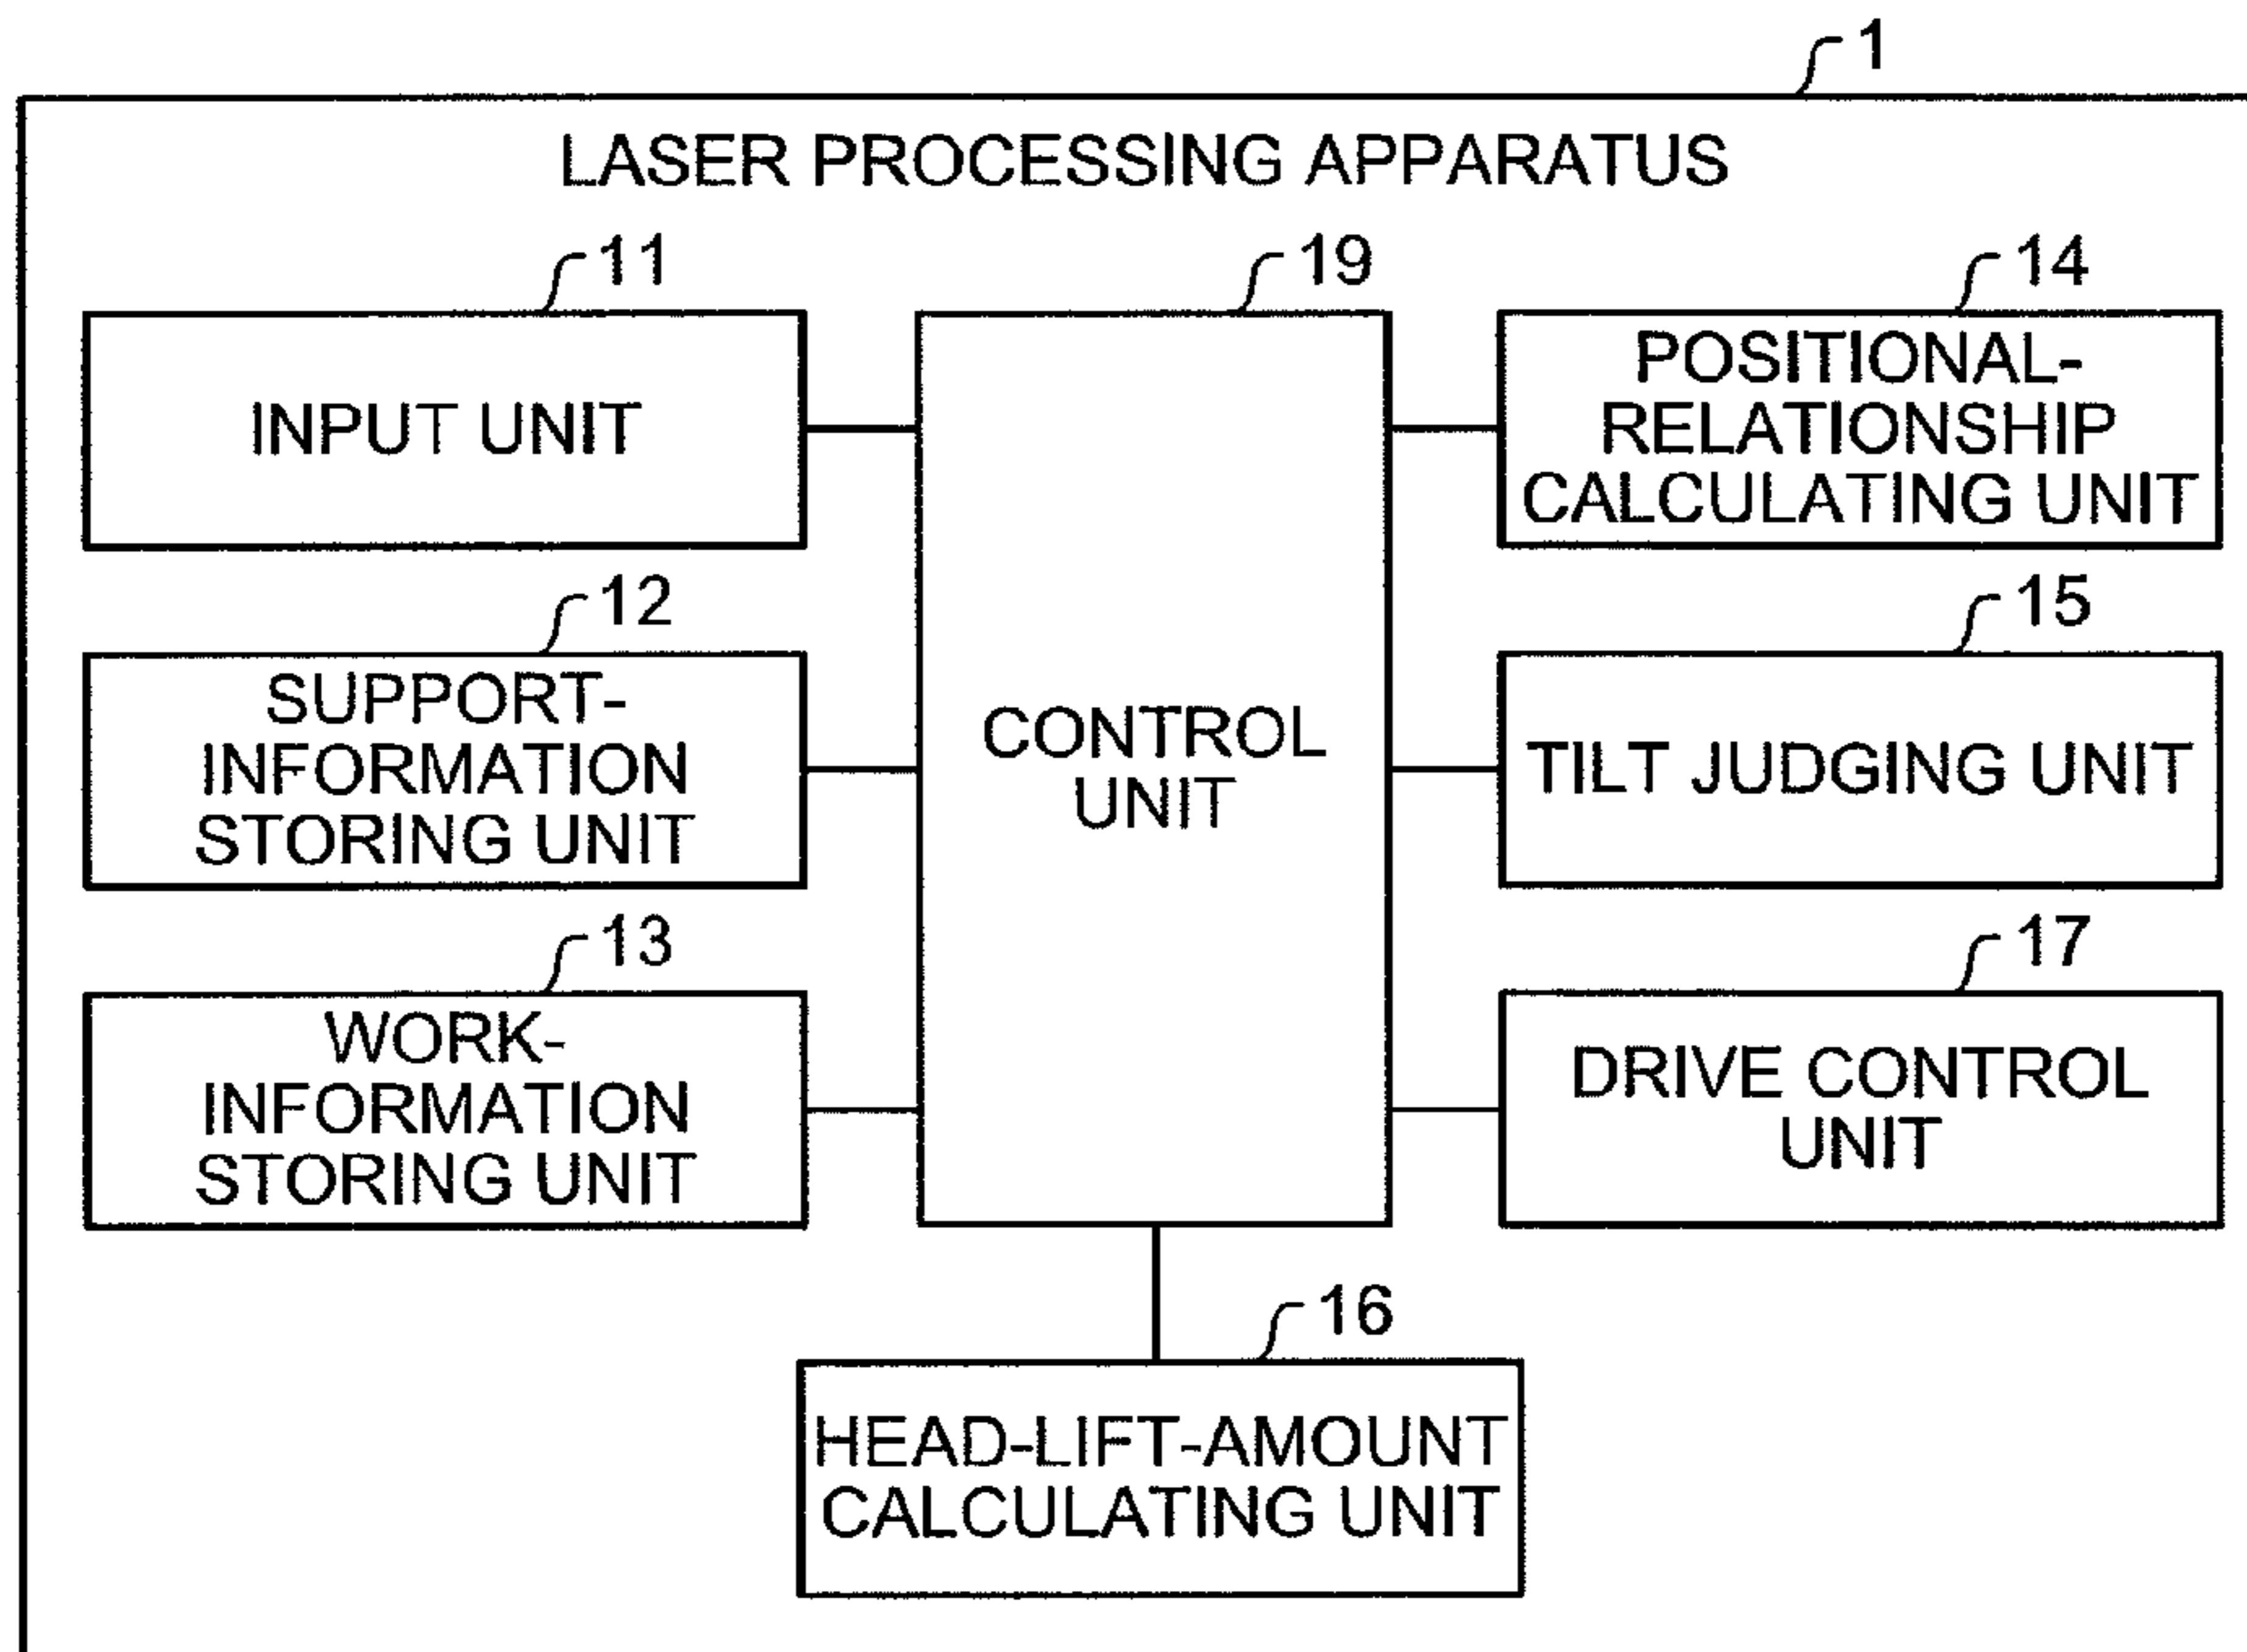 1
LASER PROCESSING APPARATUS
11
INPUT UNIT
12
SUPPORT-
INFORMATION
STORING UNIT
13
WORK-
INFORMATION
STORING UNIT
19
CONTROL
UNIT
14
POSITIONAL-
RELATIONSHIP
CALCULATING UNIT
15
TILT JUDGING UNIT
17
DRIVE CONTROL
UNIT
16
HEAD-LIFT-AMOUNT
CALCULATING UNIT